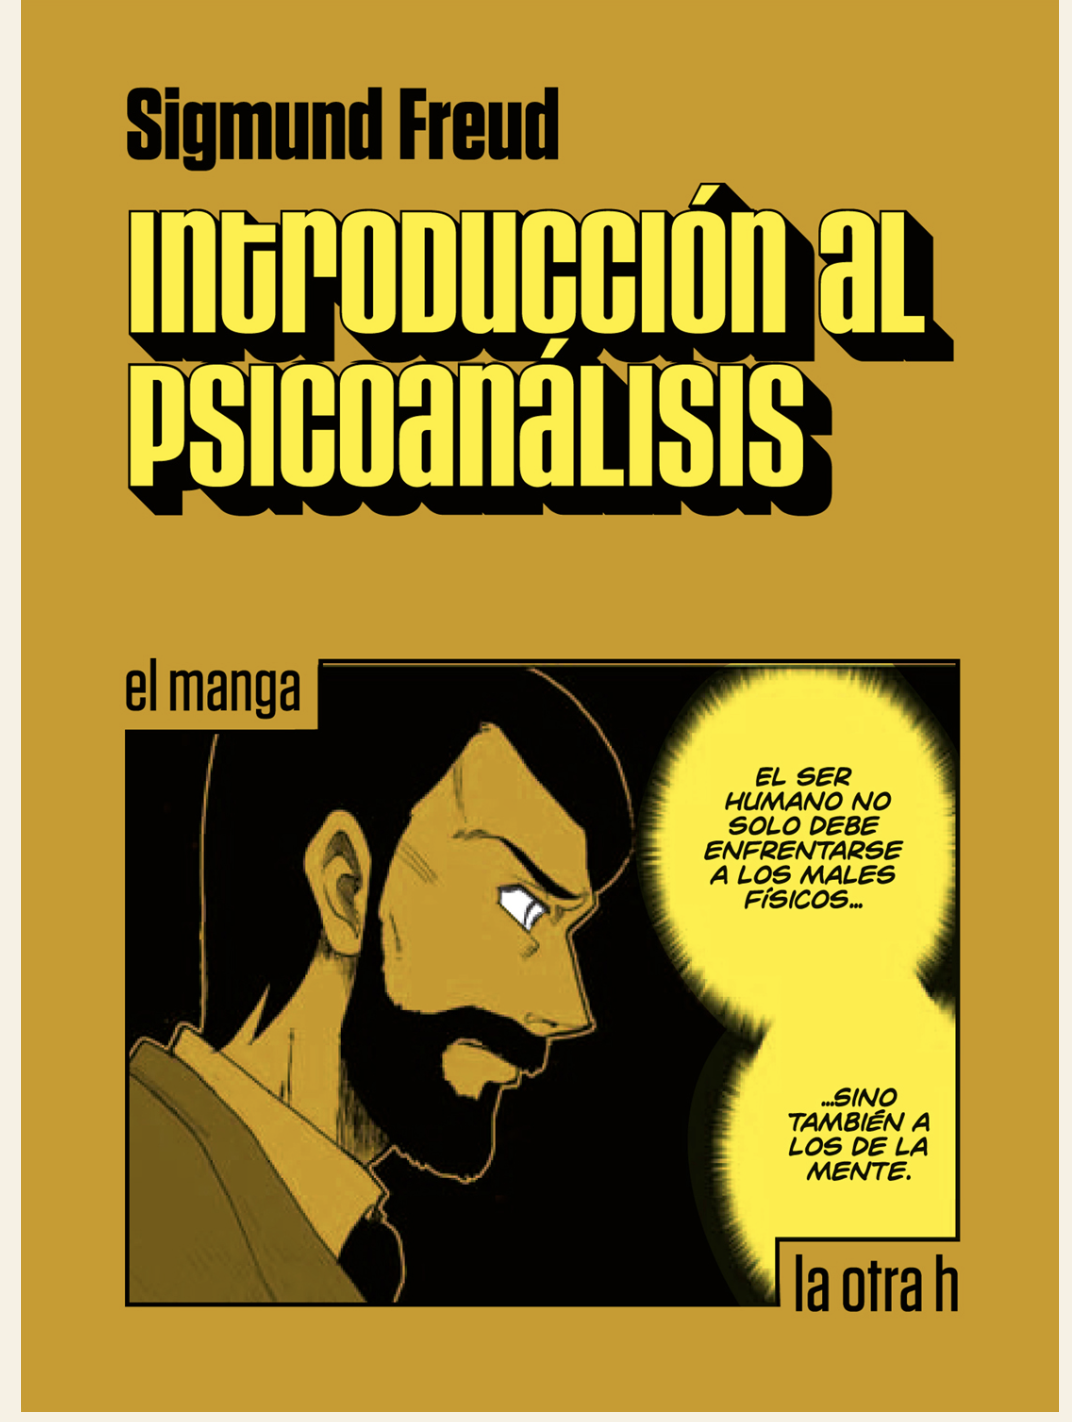 Sigmund Freud
Introducción al
psicoanálisis
el manga
EL SER
HUMANO NO
SOLO DEBE
ENFRENTARSE
A LOS MALES
FÍSICOS...
...SINO
TAMBIÉN A
LOS DE LA
MENTE.
la otra h